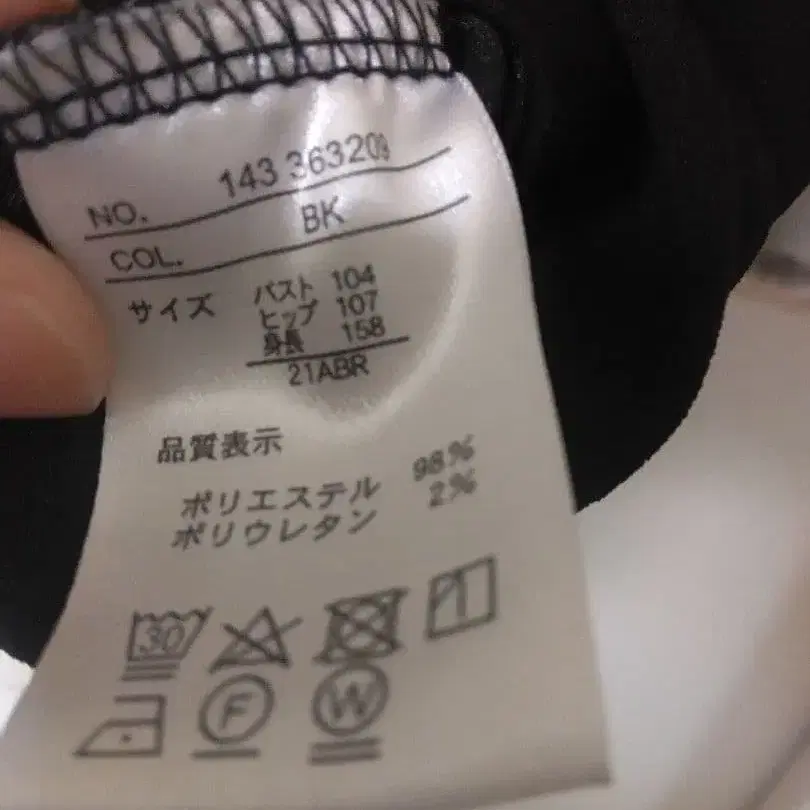 NO. 143 363209
COL. BK
サイズ バスト 104
ヒップ 107
身長 158
21ABR
品質表示
ポリエステル 98%
ポリウレタン 2%
30
F W